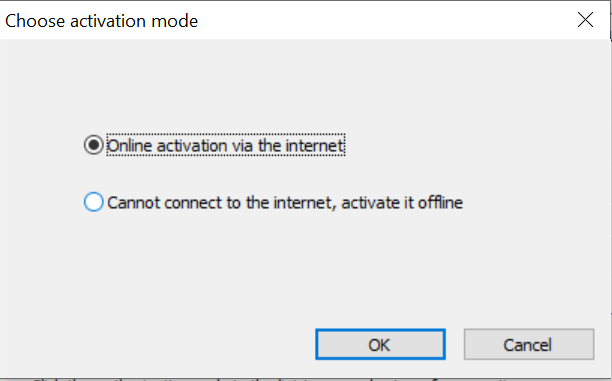 Choose activation mode
Online activation via the internet
Cannot connect to the internet, activate it offline
OK
Cancel